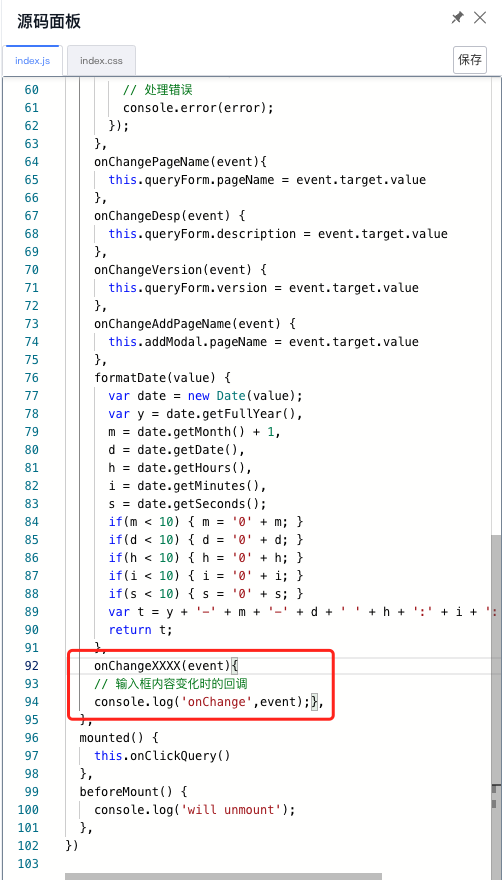 源码面板
index.js index.css 保存
60 // 处理错误
61 console.error(error);
62 });
63 },
64 onChangePageName(event){
65 this.queryForm.pageName = event.target.value
66 },
67 onChangeDesp(event) {
68 this.queryForm.description = event.target.value
69 },
70 onChangeVersion(event) {
71 this.queryForm.version = event.target.value
72 },
73 onChangeAddPageName(event) {
74 this.addModal.pageName = event.target.value
75 },
76 formatDate(value) {
77 var date = new Date(value);
78 var y = date.getFullYear(),
79 m = date.getMonth() + 1,
80 d = date.getDate(),
81 h = date.getHours(),
82 i = date.getMinutes(),
83 s = date.getSeconds();
84 if(m < 10) { m = '0' + m; }
85 if(d < 10) { d = '0' + d; }
86 if(h < 10) { h = '0' + h; }
87 if(i < 10) { i = '0' + i; }
88 if(s < 10) { s = '0' + s; }
89 var t = y + '-' + m + '-' + d + ' ' + h + ':' + i + ':
90 return t;
91 },
92 onChangeXXXX(event){
93 // 输入框内容变化时的回调
94 console.log('onChange',event);},
95 },
96 mounted() {
97 this.onClickQuery()
98 },
99 beforeMount() {
100 console.log('will unmount');
101 },
102 })
103